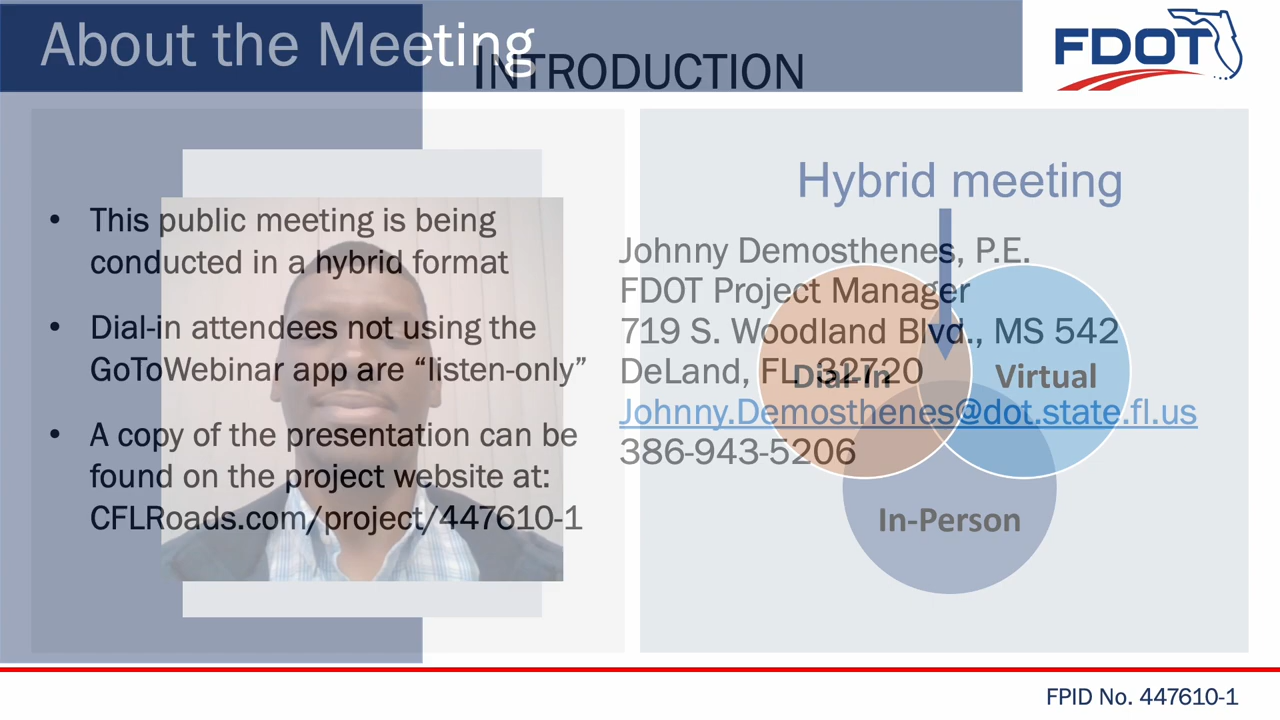 About the Meeting
INTRODUCTION
FDOT
• This public meeting is being
conducted in a hybrid format
• Dial-in attendees not using the
GoToWebinar app are “listen-only”
• A copy of the presentation can be
found on the project website at:
CFLRoads.com/project/447610-1
Hybrid meeting
Johnny Demosthenes, P.E.
FDOT Project Manager
719 S. Woodland Blvd., MS 542
DeLand, FL 32720
Johnny.Demosthenes@dot.state.fl.us
386-943-5206
Dial-in
Virtual
In-Person
FPID No. 447610-1